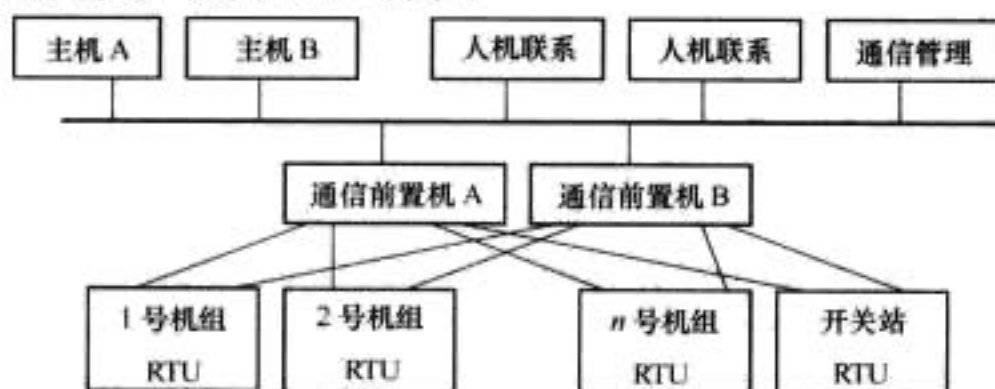 主机 A
主机 B
人机联系
人机联系
通信管理
通信前置机 A
通信前置机 B
1 号机组
RTU
2 号机组
RTU
n 号机组
RTU
开关站
RTU